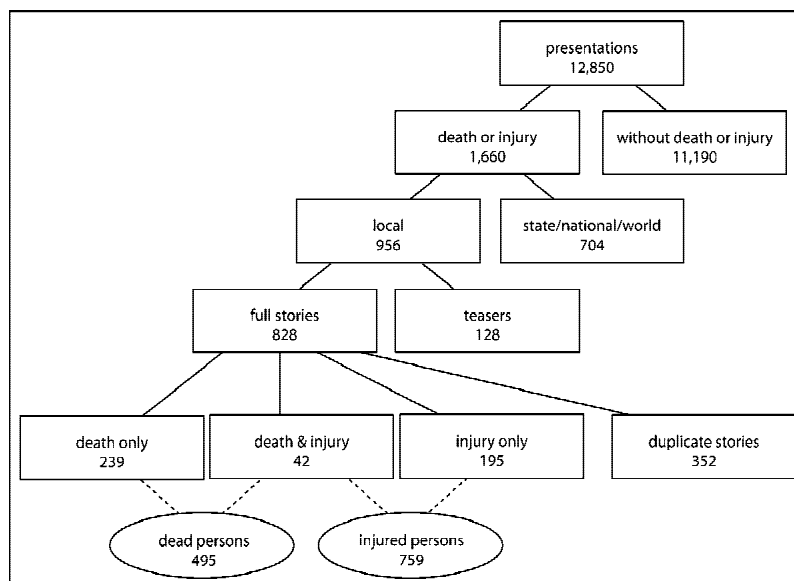 presentations
12,850
death or injury
1,660
without death or injury
11,190
local
956
state/national/world
704
full stories
828
teasers
128
death only
239
death & injury
42
injury only
195
duplicate stories
352
dead persons
495
injured persons
759